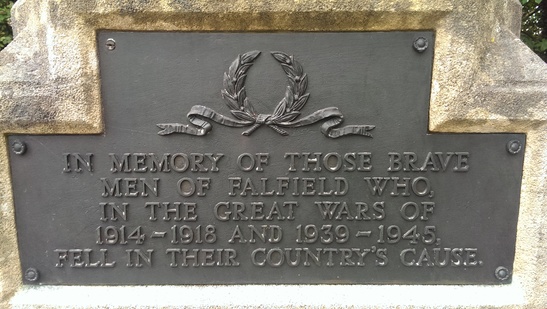 IN MEMORY OF THOSE BRAVE
MEN OF FALFIELD WHO,
IN THE GREAT WARS OF
1914 - 1918 AND 1939 - 1945,
FELL IN THEIR COUNTRY'S CAUSE.